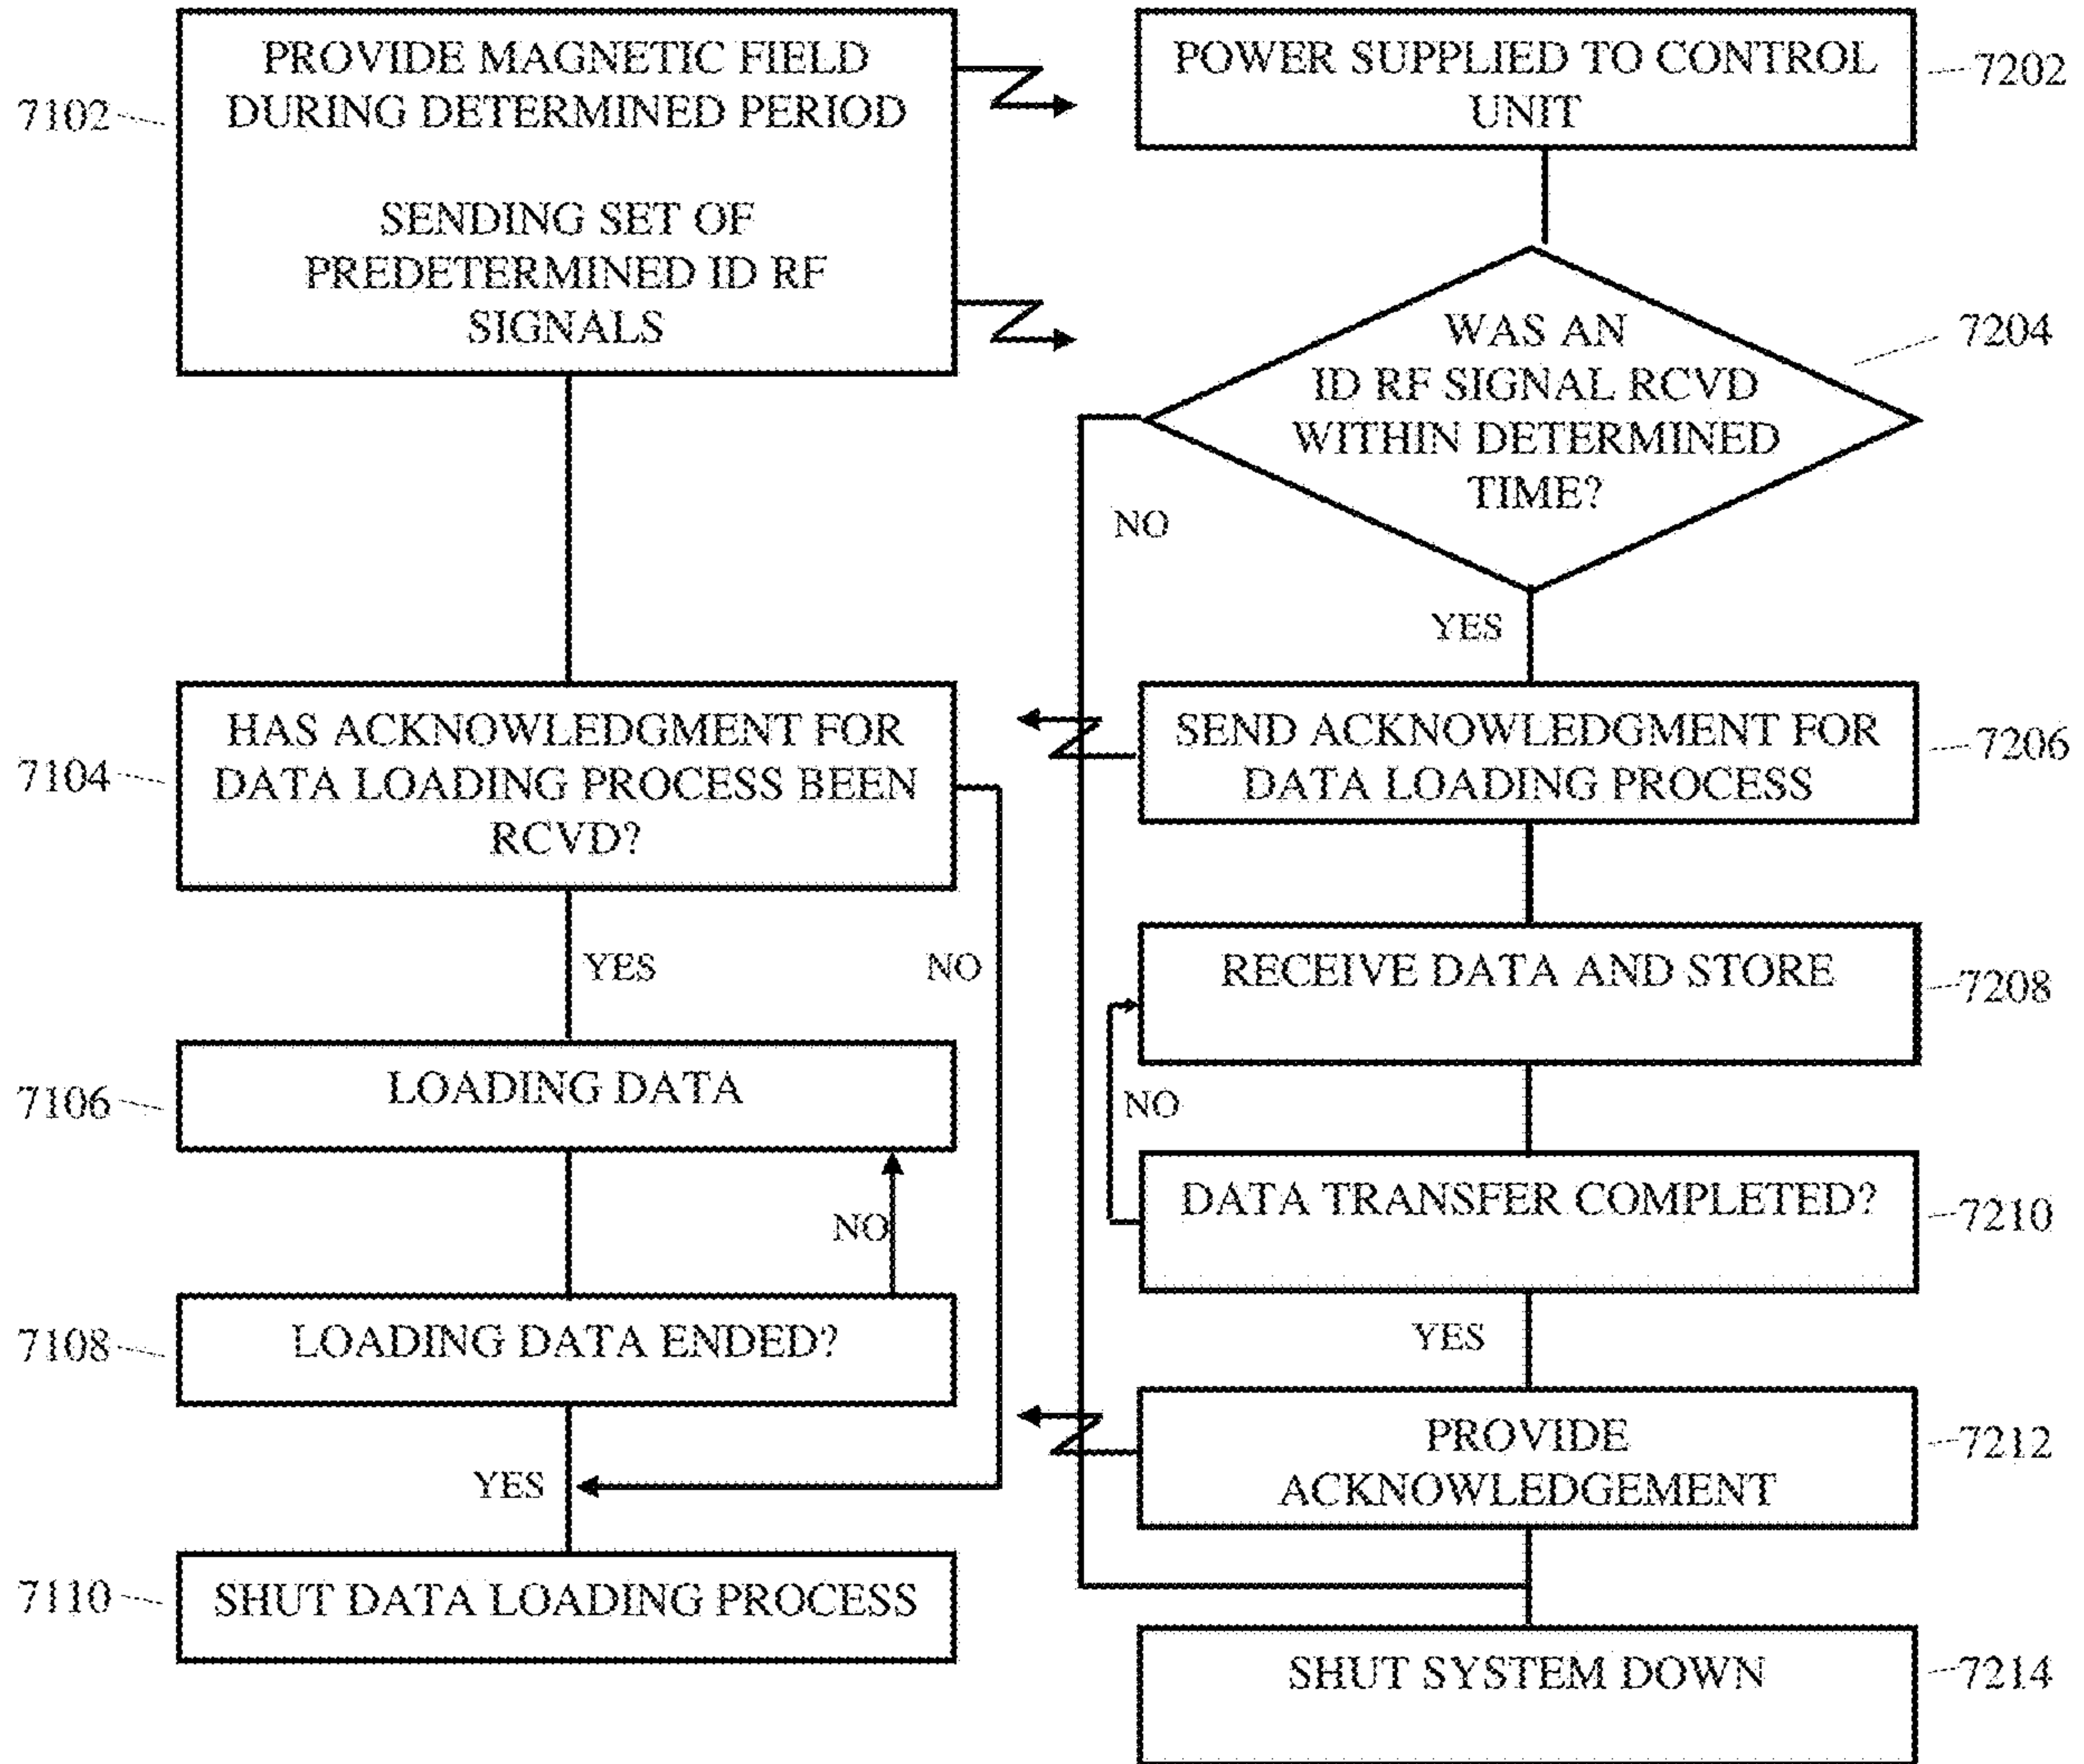 7102
PROVIDE MAGNETIC FIELD
DURING DETERMINED PERIOD
SENDING SET OF
PREDETERMINED ID RF
SIGNALS
7104
HAS ACKNOWLEDGMENT FOR
DATA LOADING PROCESS BEEN
RCVD?
YES
NO
7106
LOADING DATA
NO
7108
LOADING DATA ENDED?
YES
7110
SHUT DATA LOADING PROCESS
POWER SUPPLIED TO CONTROL
UNIT
7202
WAS AN
ID RF SIGNAL RCVD
WITHIN DETERMINED
TIME?
7204
NO
YES
SEND ACKNOWLEDGMENT FOR
DATA LOADING PROCESS
7206
RECEIVE DATA AND STORE
7208
NO
DATA TRANSFER COMPLETED?
7210
YES
PROVIDE
ACKNOWLEDGEMENT
7212
SHUT SYSTEM DOWN
7214